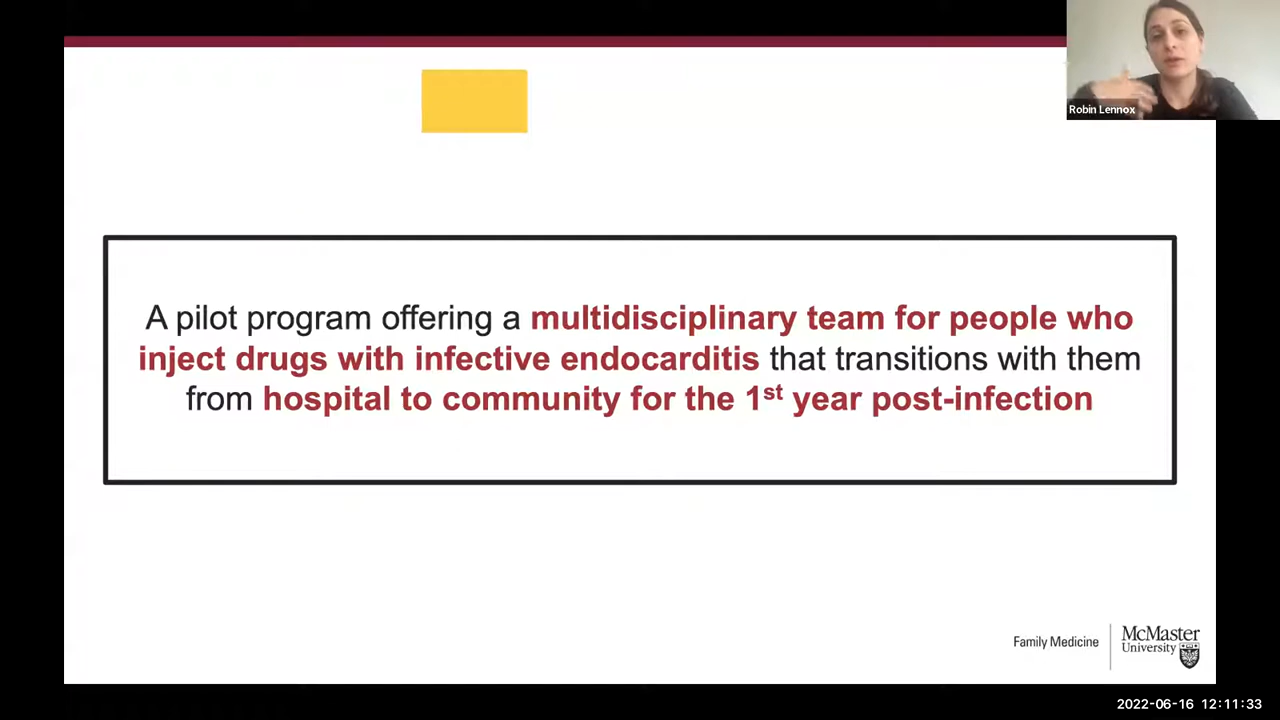 Robin Lennox
A pilot program offering a multidisciplinary team for people who
inject drugs with infective endocarditis that transitions with them
from hospital to community for the 1st year post-infection
Family Medicine
McMaster
University
2022-06-16 12:11:33